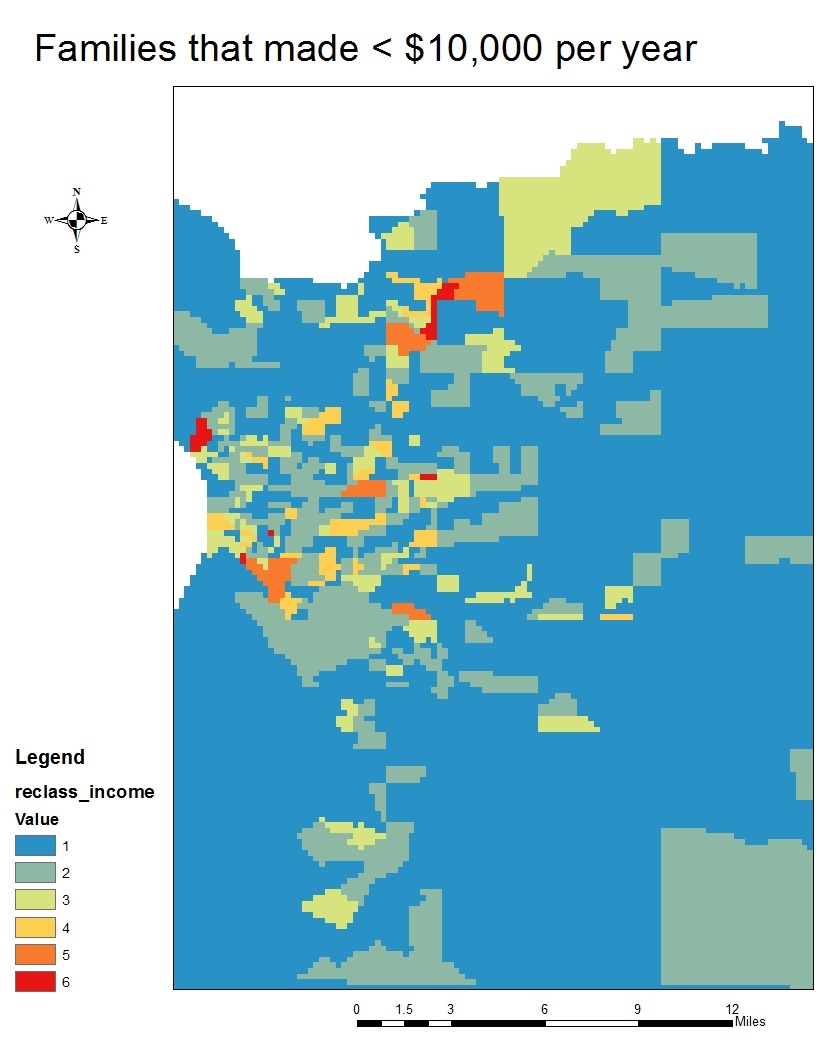 Families that made < $10,000 per year
N
W E
S
Legend
reclass_income
Value
1
2
3
4
5
6
0 1.5 3 6 9 12
Miles